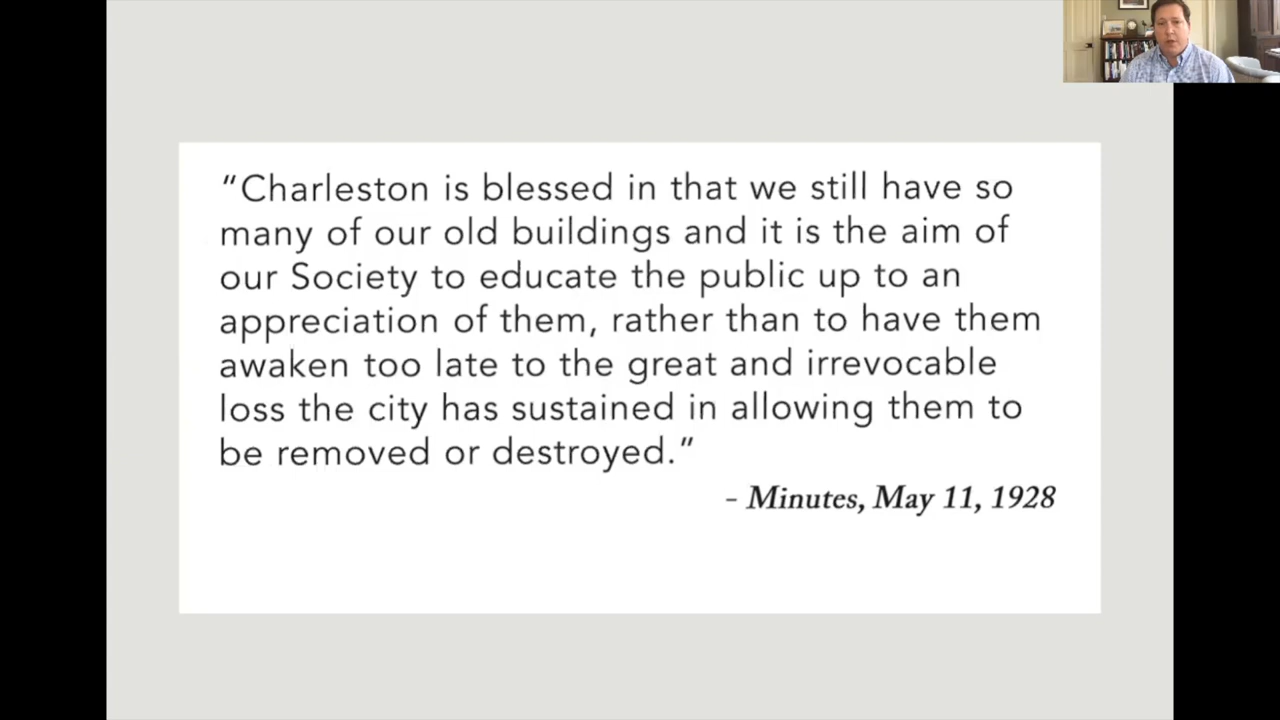 “Charleston is blessed in that we still have so
many of our old buildings and it is the aim of
our Society to educate the public up to an
appreciation of them, rather than to have them
awaken too late to the great and irrevocable
loss the city has sustained in allowing them to
be removed or destroyed.”
- Minutes, May 11, 1928